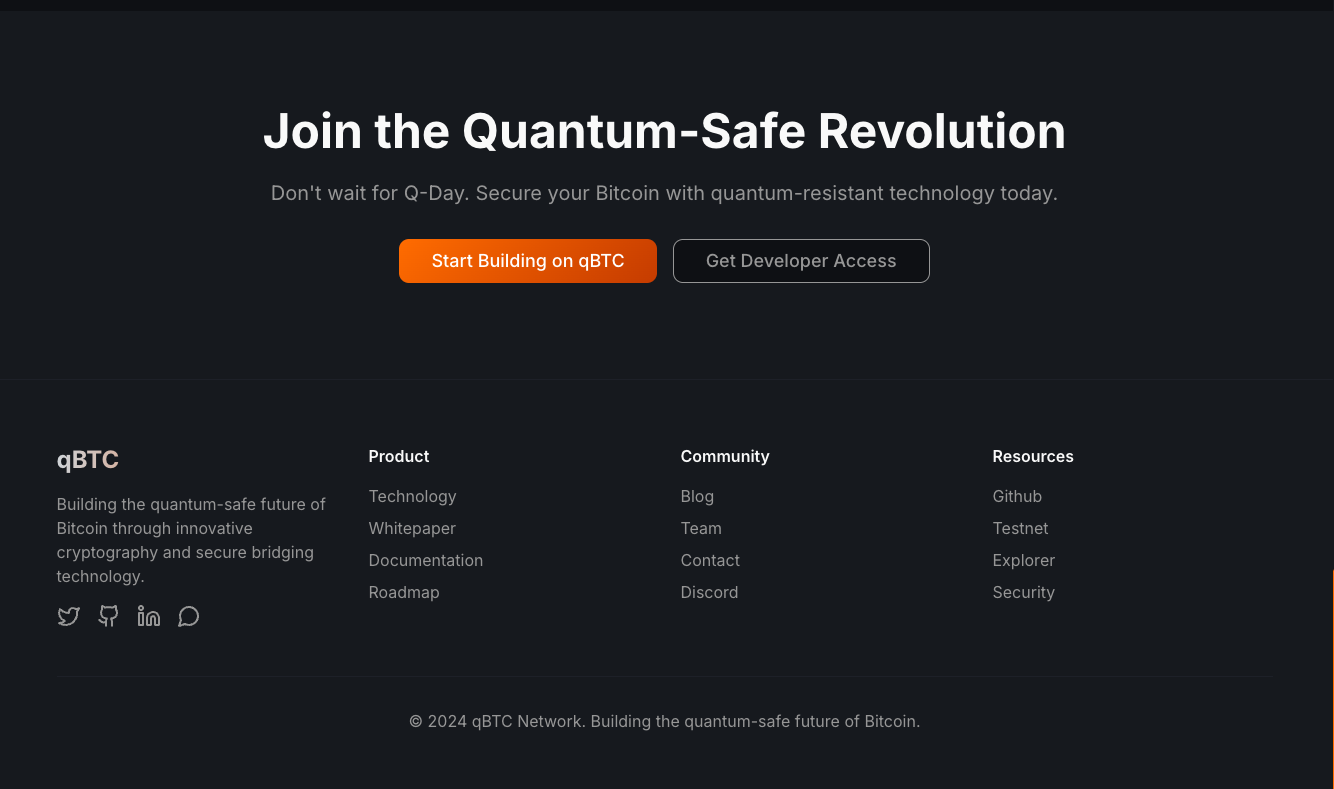 Join the Quantum-Safe Revolution
Don't wait for Q-Day. Secure your Bitcoin with quantum-resistant technology today.
Start Building on qBTC
Get Developer Access
qBTC
Building the quantum-safe future of
Bitcoin through innovative
cryptography and secure bridging
technology.
Product
Technology
Whitepaper
Documentation
Roadmap
Community
Blog
Team
Contact
Discord
Resources
Github
Testnet
Explorer
Security
© 2024 qBTC Network. Building the quantum-safe future of Bitcoin.